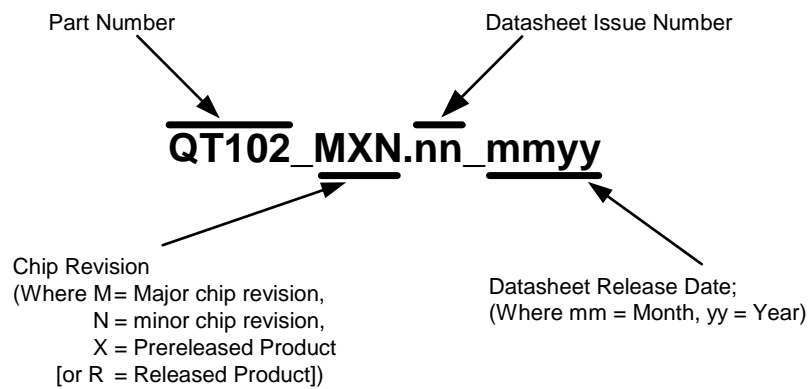 Part Number
Datasheet Issue Number
QT102_MXN.nn_mmyy
Chip Revision
(Where M = Major chip revision,
N = minor chip revision,
X = Prereleased Product
[or R = Released Product])
Datasheet Release Date;
(Where mm = Month, yy = Year)